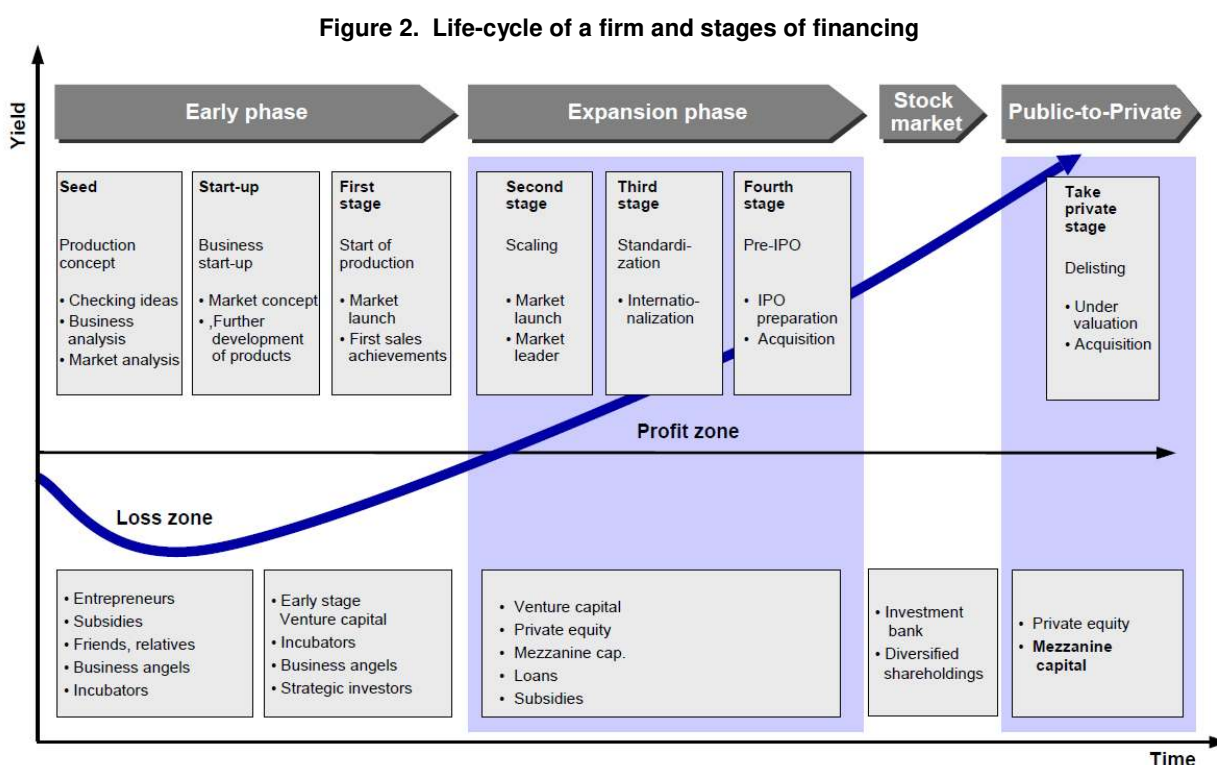 Figure 2. Life-cycle of a firm and stages of financing
Yield
Early phase
Expansion phase
Stock
market
Public-to-Private
Seed
Production
concept
• Checking ideas
• Business
analysis
• Market analysis
Start-up
Business
start-up
• Market concept
• ,Further
development
of products
First
stage
Start of
production
• Market
launch
• First sales
achievements
Second
stage
Scaling
• Market
launch
• Market
leader
Third
stage
Standardi-
zation
• Internatio-
nalization
Fourth
stage
Pre-IPO
• IPO
preparation
• Acquisition
Take
private
stage
Delisting
• Under
valuation
• Acquisition
Profit zone
Loss zone
• Entrepreneurs
• Subsidies
• Friends, relatives
• Business angels
• Incubators
• Early stage
Venture capital
• Incubators
• Business angels
• Strategic investors
• Venture capital
• Private equity
• Mezzanine cap.
• Loans
• Subsidies
• Investment
bank
• Diversified
shareholdings
• Private equity
• Mezzanine
capital
Time